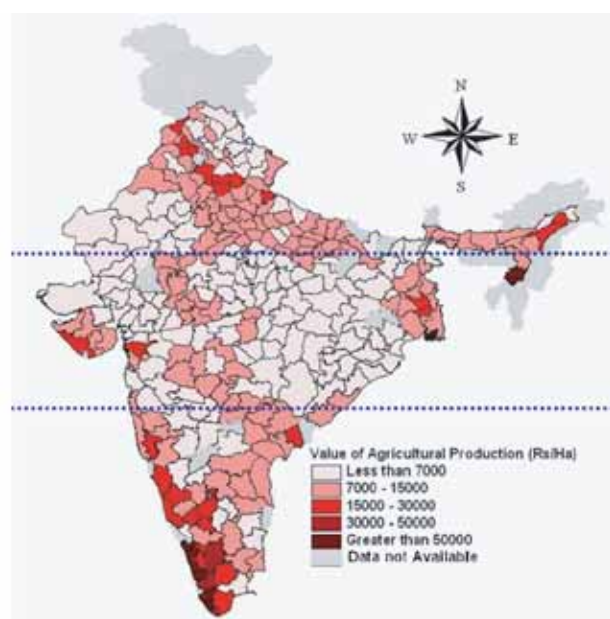 N
W E
S
Value of Agricultural Production (Rs/Ha)
Less than 7000
7000 - 15000
15000 - 30000
30000 - 50000
Greater than 50000
Data not Available